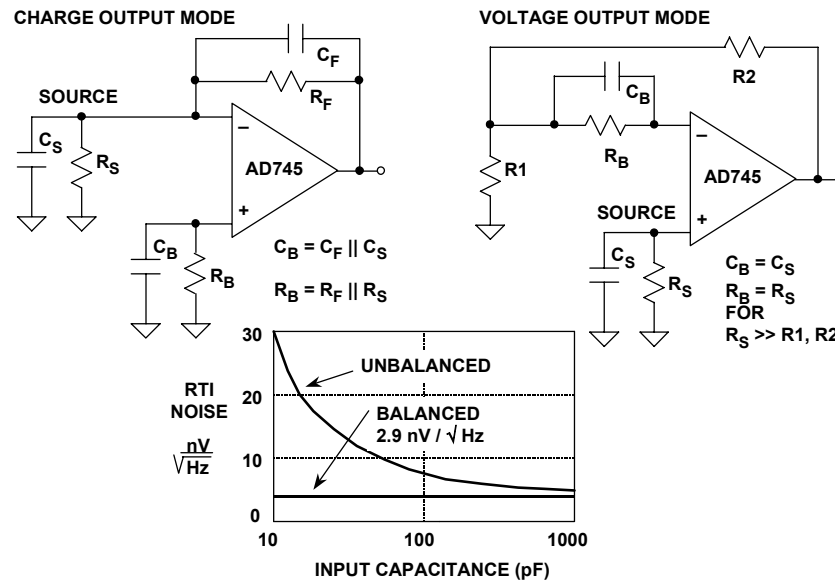 CHARGE OUTPUT MODE
C_F
R_F
SOURCE
C_S
R_S
−
AD745
+
C_B
R_B
C_B = C_F || C_S
R_B = R_F || R_S
VOLTAGE OUTPUT MODE
R2
C_B
R_B
−
R1
AD745
SOURCE
+
C_S
R_S
C_B = C_S
R_B = R_S
FOR
R_S >> R1, R2
30
UNBALANCED
RTI
NOISE
20
BALANCED
2.9 nV / √Hz
nV
√Hz
10
0
10
100
1000
INPUT CAPACITANCE (pF)